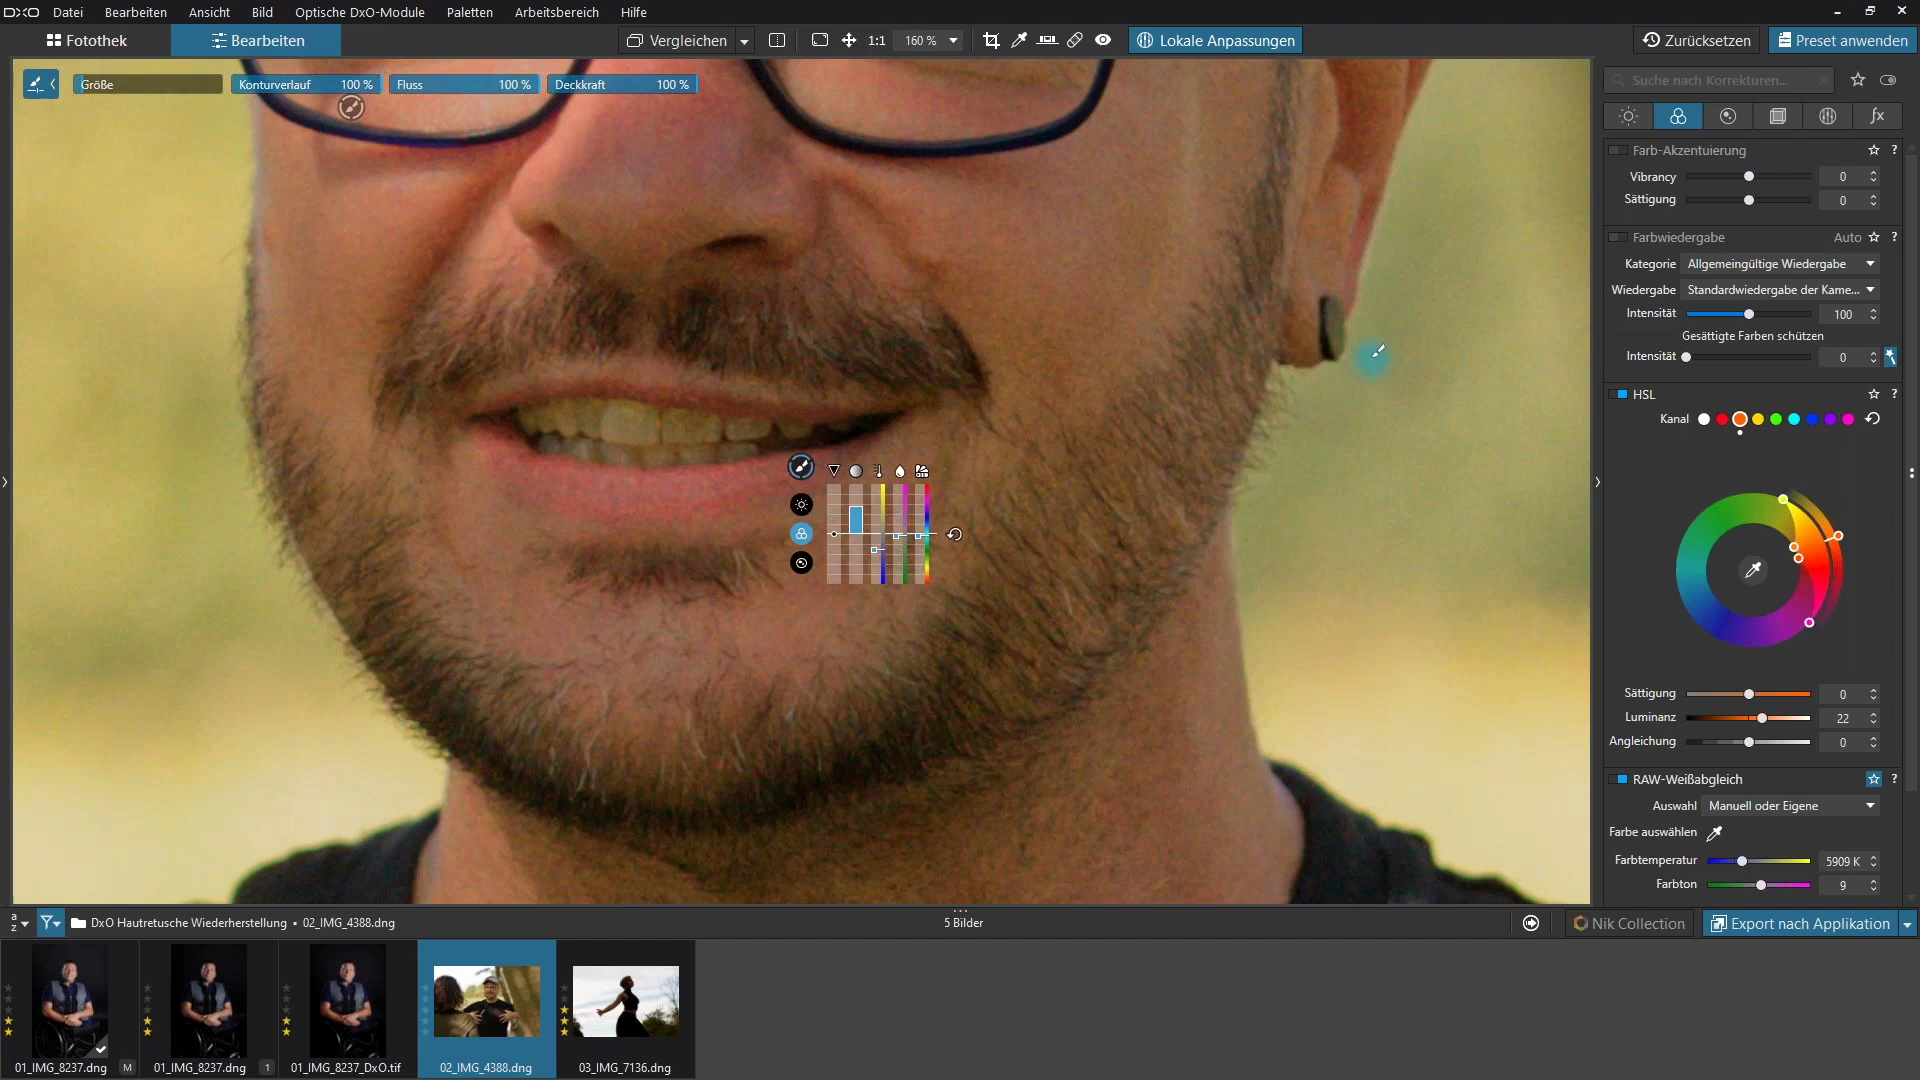 DXO Datei Bearbeiten Ansicht Bild Optische DxO-Module Paletten Arbeitsbereich Hilfe
Fotothek Bearbeiten Vergleichen 1:1 160 % Lokale Anpassungen Zurücksetzen Preset anwenden
Größe Konturverlauf 100 % Fluss 100 % Deckkraft 100 %
Suche nach Korrekturen...
fx
Farb-Akzentuierung ?
Vibrancy 0
Sättigung 0
Farbwiedergabe Auto ?
Kategorie Allgemeingültige Wiedergabe
Wiedergabe Standardwiedergabe der Kame...
Intensität 100
Gesättigte Farben schützen
Intensität 0
HSL ?
Kanal
Sättigung 0
Luminanz 22
Angleichung 0
RAW-Weißabgleich ?
Auswahl Manuell oder Eigene
Farbe auswählen
Farbtemperatur 5909 K
Farbton 9
a
z
DxO Hautretusche Wiederherstellung • 02_IMG_4388.dng 5 Bilder Nik Collection Export nach Applikation
01_IMG_8237.dng M 01_IMG_8237.dng 1 01_IMG_8237_DxO.tif 02_IMG_4388.dng 03_IMG_7136.dng